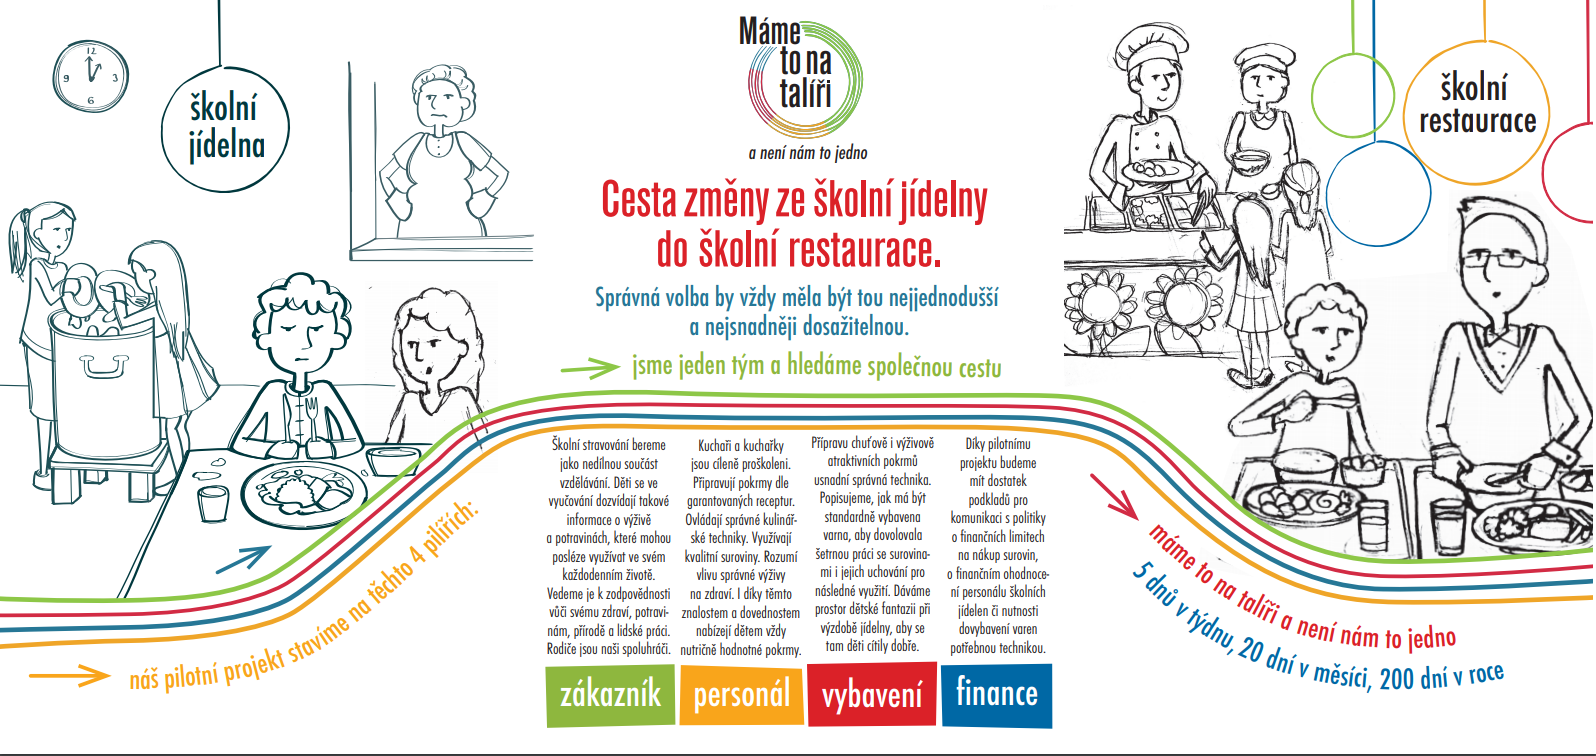 12
9
3
6
školní
jídelna
Máme
to na
talíři
a není nám to jedno
Cesta změny ze školní jídelny
do školní restaurace.
Správná volba by vždy měla být tou nejjednodušší
a nejsnadněji dosažitelnou.
jsme jeden tým a hledáme společnou cestu
školní
restaurace
náš pilotní projekt stavíme na těchto 4 pilířích:
Školní stravování bereme
jako nedílnou součást
vzdělávání. Děti se ve
vyučování dozvídají takové
informace o výživě
a potravinách, které mohou
posléze využívat ve svém
každodenním životě.
Vedeme je k zodpovědnosti
vůči svému zdraví, potravi-
nám, přírodě a lidské práci.
Rodiče jsou naši spoluhráči.
zákazník
Kuchaři a kuchařky
jsou cíleně proškoleni.
Připravují pokrmy dle
garantovaných receptur.
Ovládají správné kulinář-
ské techniky. Využívají
kvalitní suroviny. Rozumí
vlivu správné výživy
na zdraví. I díky těmto
znalostem a dovednostem
nabízejí dětem vždy
nutričně hodnotné pokrmy.
personál
Přípravu chuťově i výživově
atraktivních pokrmů
usnadní správná technika.
Popisujeme, jak má být
standardně vybavena
varna, aby dovolovala
šetrnou práci se surovina-
mi i jejich uchování pro
následné využití. Dáváme
prostor dětské fantazii při
výzdobě jídelny, aby se
tam děti cítily dobře.
vybavení
Díky pilotnímu
projektu budeme
mít dostatek
podkladů pro
komunikaci s politiky
o finančních limitech
na nákup surovin,
o finančním ohodnoce-
ní personálu školních
jídelen či nutnosti
dovybavení varen
potřebnou technikou.
finance
máme to na talíři a není nám to jedno
5 dnů v týdnu, 20 dní v měsíci, 200 dní v roce